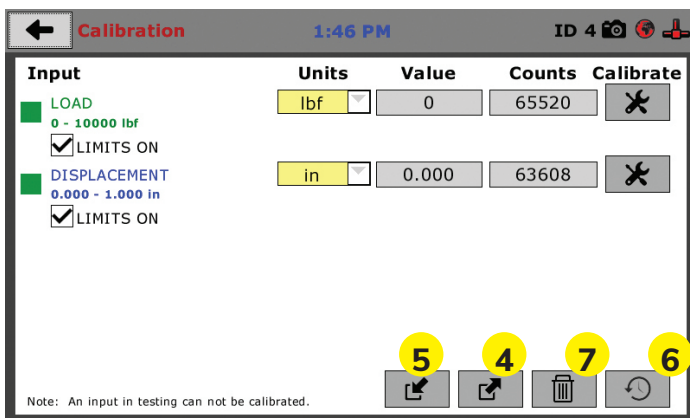 Calibration 1:46 PM ID 4
Input Units Value Counts Calibrate
LOAD lbf 0 65520
0 - 10000 lbf
LIMITS ON
DISPLACEMENT in 0.000 63608
0.000 - 1.000 in
LIMITS ON
5 4 7 6
Note: An input in testing can not be calibrated.